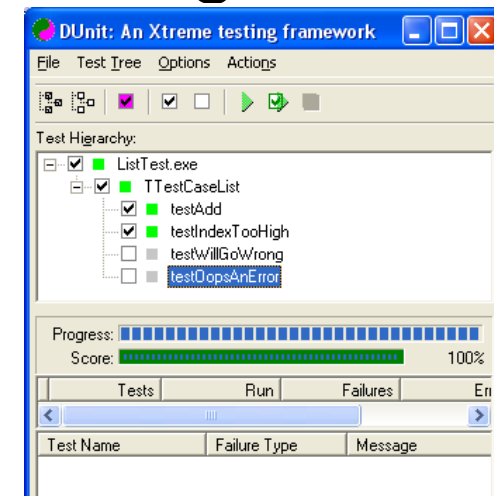 DUnit: An Xtreme testing framework
File Test Tree Options Actions
Test Hierarchy:
ListTest.exe
TTestCaseList
testAdd
testIndexTooHigh
testWillGoWrong
testOopsAnError
Progress:
Score: 100%
Tests Run Failures
Test Name Failure Type Message